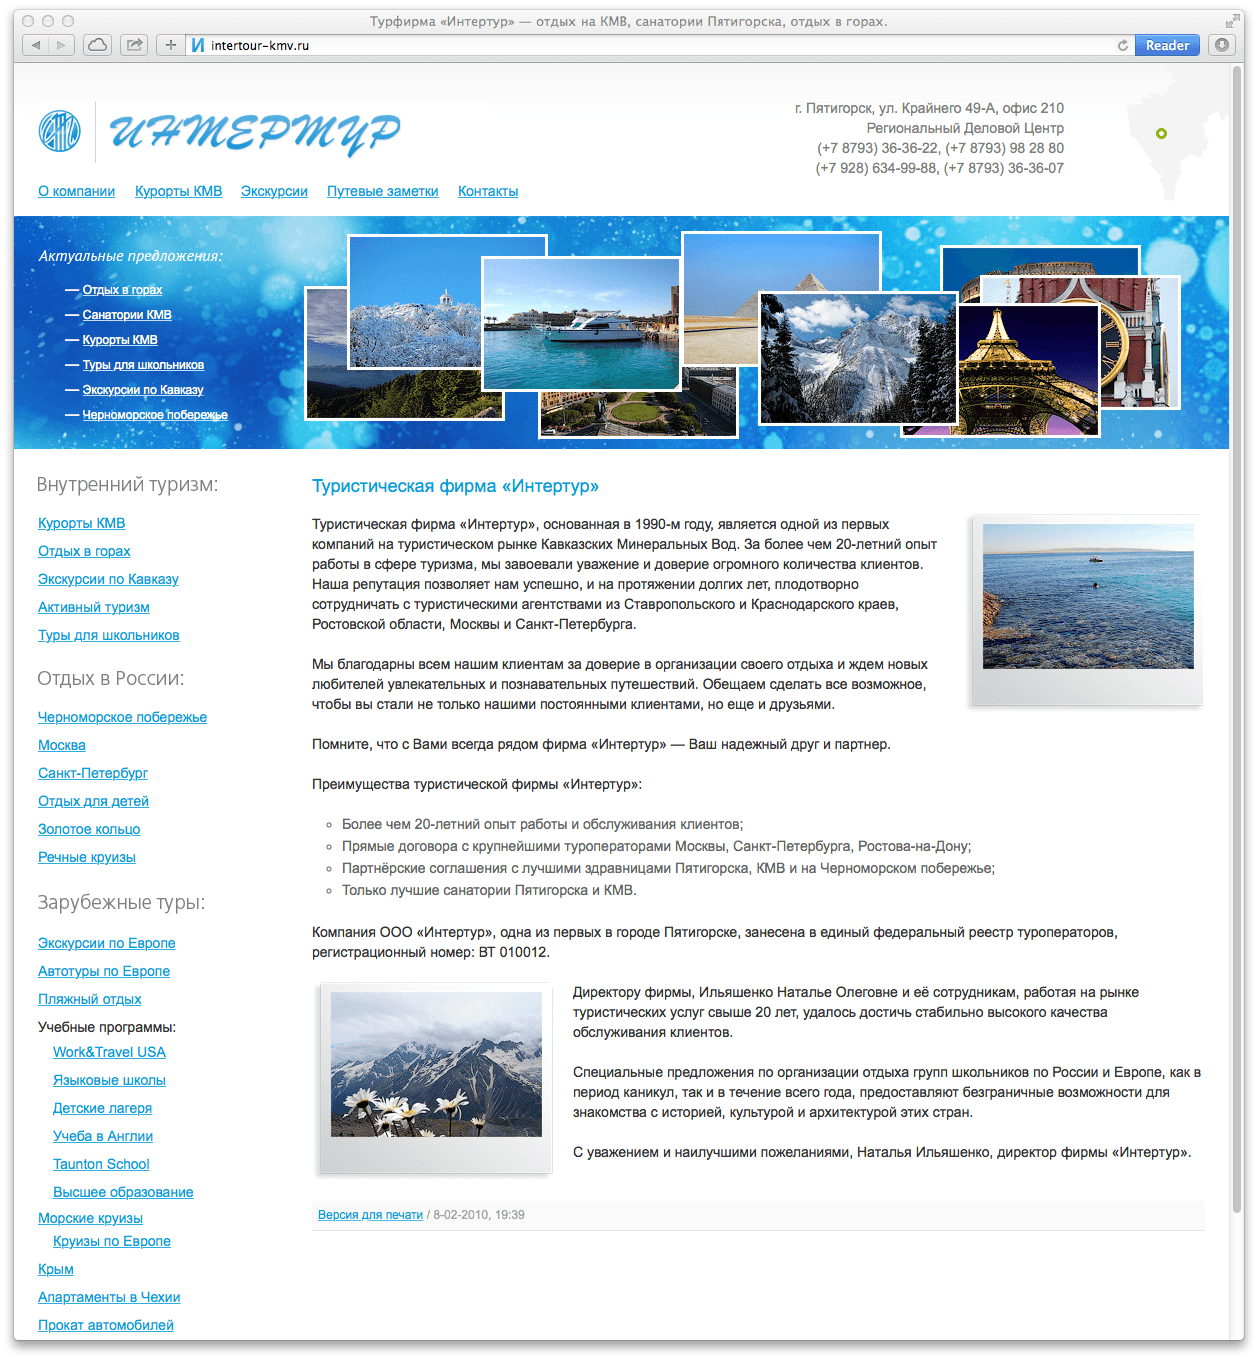 Турфирма «Интертур» — отдых на КМВ, санатории Пятигорска, отдых в горах.
intertour-kmv.ru
Reader
ИНТЕРТУР
г. Пятигорск, ул. Крайнего 49-А, офис 210
Региональный Деловой Центр
(+7 8793) 36-36-22, (+7 8793) 98 28 80
(+7 928) 634-99-88, (+7 8793) 36-36-07
О компании Курорты КМВ Экскурсии Путевые заметки Контакты
Актуальные предложения:
— Отдых в горах
— Санатории КМВ
— Курорты КМВ
— Туры для школьников
— Экскурсии по Кавказу
— Черноморское побережье
Внутренний туризм:
Курорты КМВ
Отдых в горах
Экскурсии по Кавказу
Активный туризм
Туры для школьников
Отдых в России:
Черноморское побережье
Москва
Санкт-Петербург
Отдых для детей
Золотое кольцо
Речные круизы
Зарубежные туры:
Экскурсии по Европе
Автотуры по Европе
Пляжный отдых
Учебные программы:
Work&Travel USA
Языковые школы
Детские лагеря
Учеба в Англии
Taunton School
Высшее образование
Морские круизы
Круизы по Европе
Крым
Апартаменты в Чехии
Прокат автомобилей
Туристическая фирма «Интертур»
Туристическая фирма «Интертур», основанная в 1990-м году, является одной из первых
компаний на туристическом рынке Кавказских Минеральных Вод. За более чем 20-летний опыт
работы в сфере туризма, мы завоевали уважение и доверие огромного количества клиентов.
Наша репутация позволяет нам успешно, и на протяжении долгих лет, плодотворно
сотрудничать с туристическими агентствами из Ставропольского и Краснодарского краев,
Ростовской области, Москвы и Санкт-Петербурга.
Мы благодарны всем нашим клиентам за доверие в организации своего отдыха и ждем новых
любителей увлекательных и познавательных путешествий. Обещаем сделать все возможное,
чтобы вы стали не только нашими постоянными клиентами, но еще и друзьями.
Помните, что с Вами всегда рядом фирма «Интертур» — Ваш надежный друг и партнер.
Преимущества туристической фирмы «Интертур»:
Более чем 20-летний опыт работы и обслуживания клиентов;
Прямые договора с крупнейшими туроператорами Москвы, Санкт-Петербурга, Ростова-на-Дону;
Партнёрские соглашения с лучшими здравницами Пятигорска, КМВ и на Черноморском побережье;
Только лучшие санатории Пятигорска и КМВ.
Компания ООО «Интертур», одна из первых в городе Пятигорске, занесена в единый федеральный реестр туроператоров,
регистрационный номер: ВТ 010012.
Директору фирмы, Ильяшенко Наталье Олеговне и её сотрудникам, работая на рынке
туристических услуг свыше 20 лет, удалось достичь стабильно высокого качества
обслуживания клиентов.
Специальные предложения по организации отдыха групп школьников по России и Европе, как в
период каникул, так и в течение всего года, предоставляют безграничные возможности для
знакомства с историей, культурой и архитектурой этих стран.
С уважением и наилучшими пожеланиями, Наталья Ильяшенко, директор фирмы «Интертур».
Версия для печати / 8-02-2010, 19:39